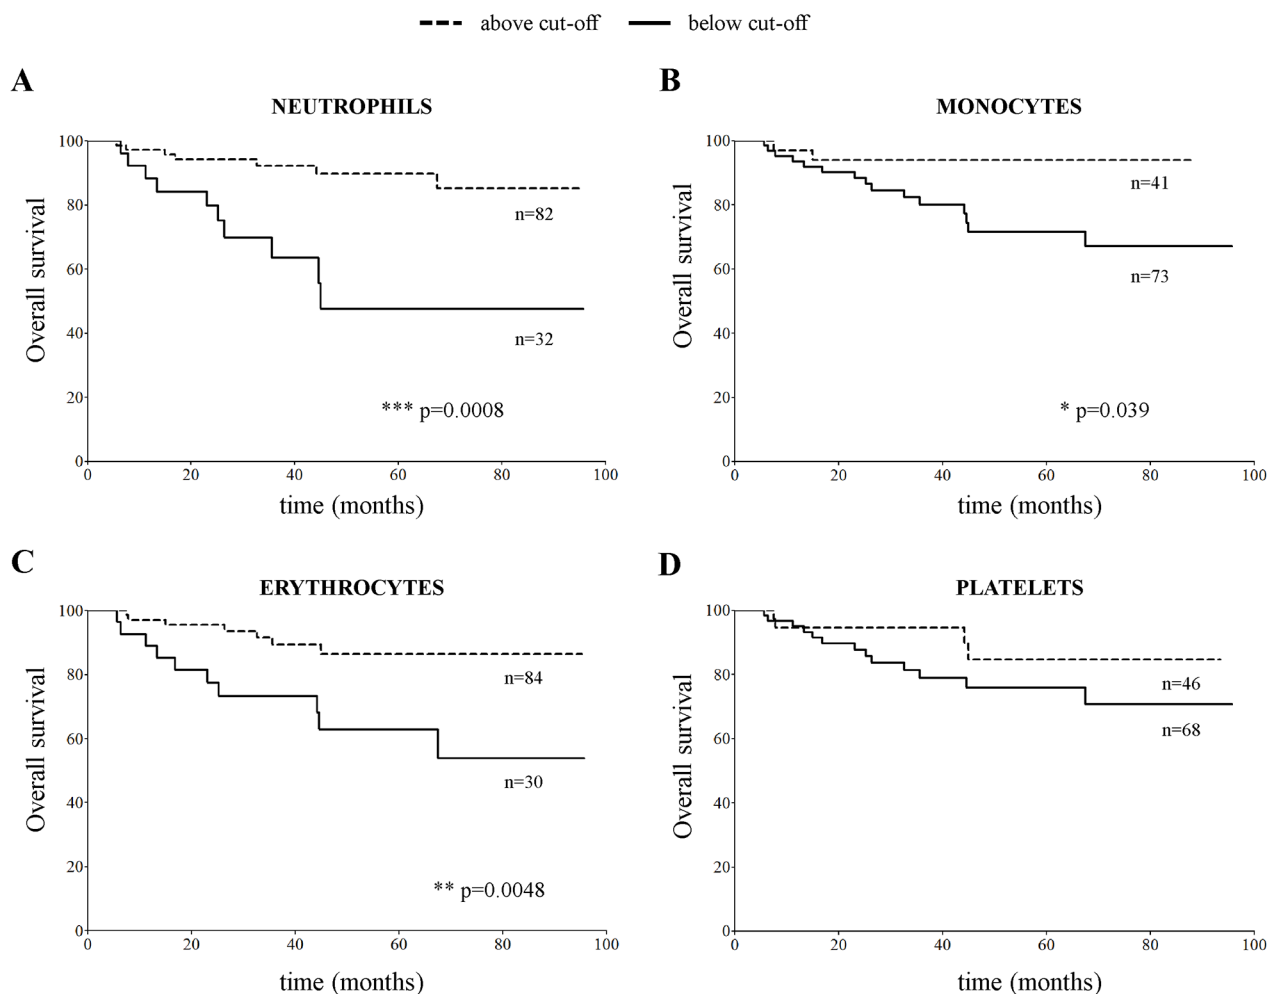 above cut-off below cut-off
A
NEUTROPHILS
100
80
60
40
20
0
Overall survival
n=82
n=32
*** p=0.0008
0 20 40 60 80 100
time (months)
B
MONOCYTES
100
80
60
40
20
0
Overall survival
n=41
n=73
* p=0.039
0 20 40 60 80 100
time (months)
C
ERYTHROCYTES
100
80
60
40
20
0
Overall survival
n=84
n=30
** p=0.0048
0 20 40 60 80 100
time (months)
D
PLATELETS
100
80
60
40
20
0
Overall survival
n=46
n=68
0 20 40 60 80 100
time (months)